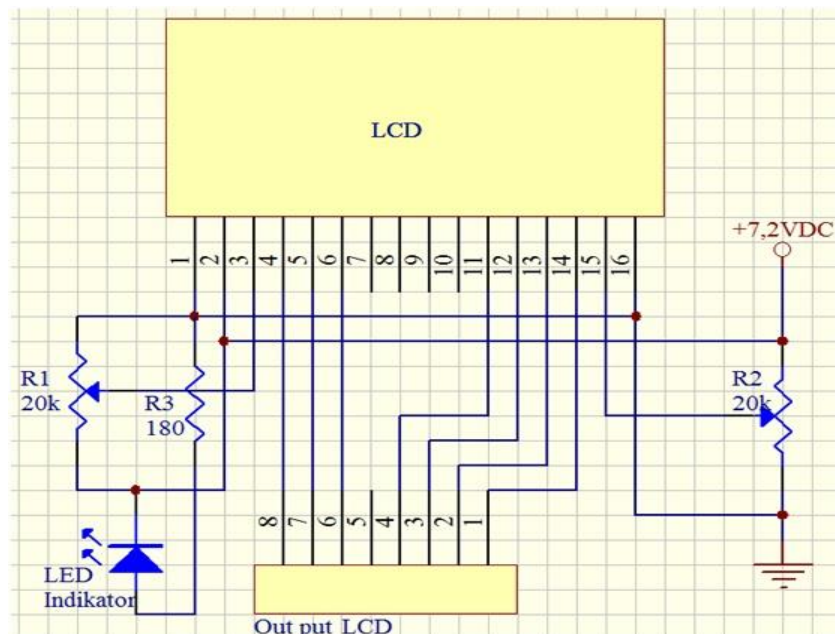 LCD
1 2 3 4 5 6 7 8 9 10 11 12 13 14 15 16
+7,2VDC
R1
20k
R3
180
R2
20k
8 7 6 5 4 3 2 1
LED
Indikator
Out put LCD